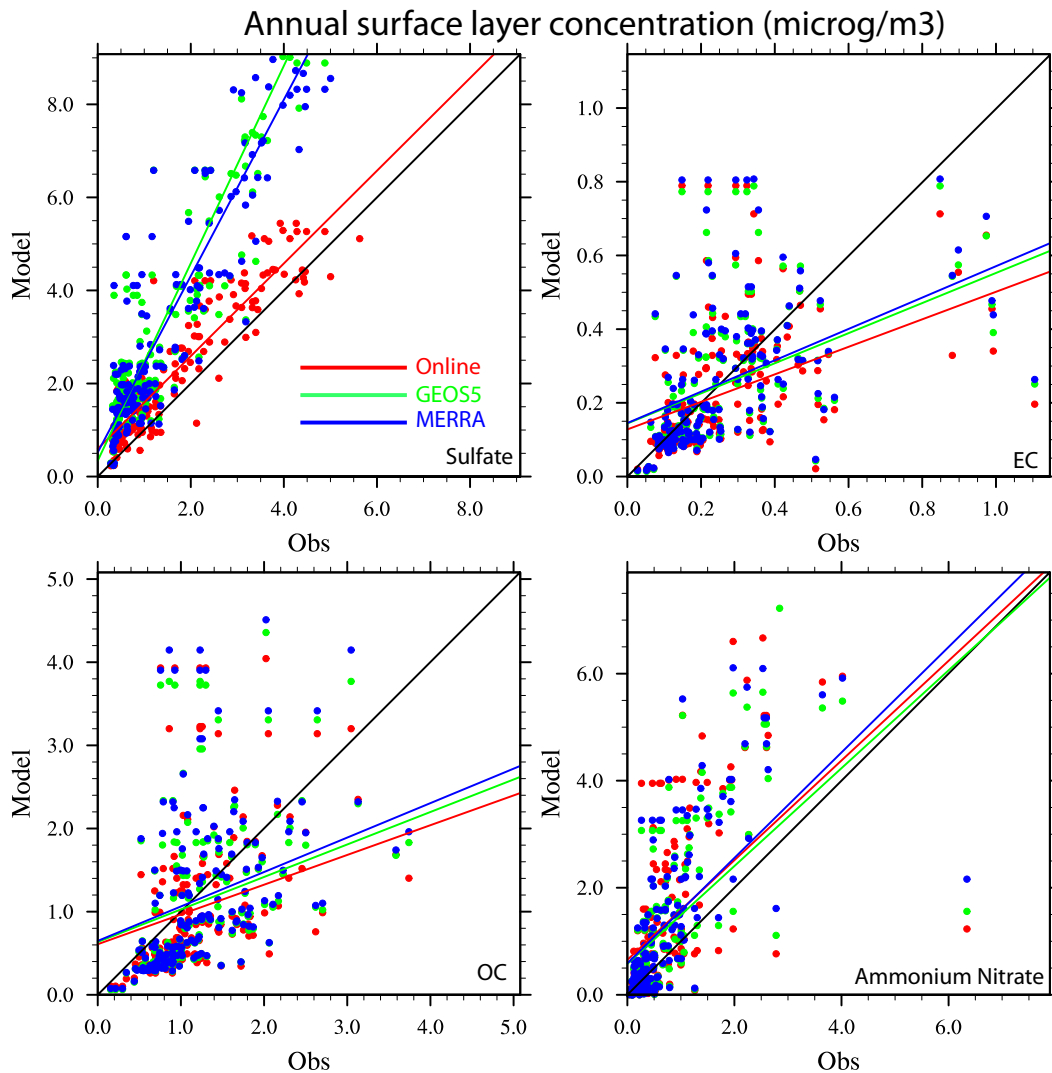 Annual surface layer concentration (microg/m3)
8.0
6.0
4.0
2.0
0.0
Model
0.0 2.0 4.0 6.0 8.0
Obs
Online
GEOS5
MERRA
Sulfate
1.0
0.8
0.6
0.4
0.2
0.0
Model
0.0 0.2 0.4 0.6 0.8 1.0
Obs
EC
5.0
4.0
3.0
2.0
1.0
0.0
Model
0.0 1.0 2.0 3.0 4.0 5.0
Obs
OC
6.0
4.0
2.0
0.0
Model
0.0 2.0 4.0 6.0
Obs
Ammonium Nitrate